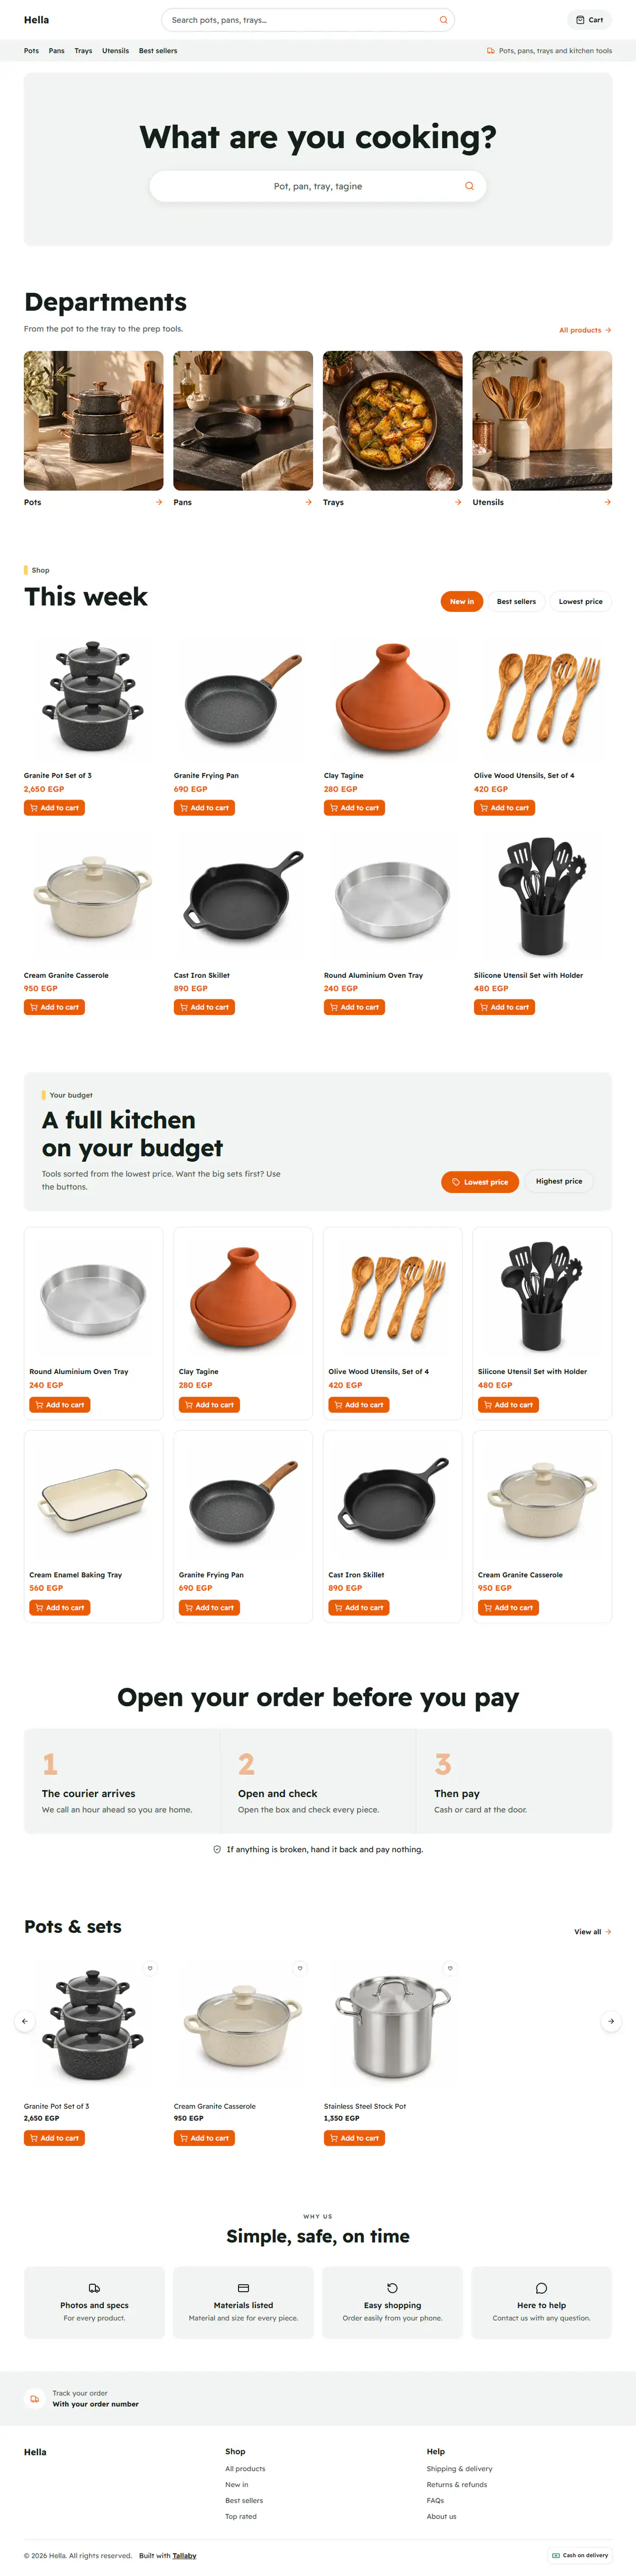 Hella
Search pots, pans, trays...
Cart
Pots
Pans
Trays
Utensils
Best sellers
Pots, pans, trays and kitchen tools
What are you cooking?
Pot, pan, tray, tagine
Departments
From the pot to the tray to the prep tools.
All products
Pots
Pans
Trays
Utensils
Shop
This week
New in
Best sellers
Lowest price
Granite Pot Set of 3
2,650 EGP
Add to cart
Granite Frying Pan
690 EGP
Add to cart
Clay Tagine
280 EGP
Add to cart
Olive Wood Utensils, Set of 4
420 EGP
Add to cart
Cream Granite Casserole
950 EGP
Add to cart
Cast Iron Skillet
890 EGP
Add to cart
Round Aluminium Oven Tray
240 EGP
Add to cart
Silicone Utensil Set with Holder
480 EGP
Add to cart
Your budget
A full kitchen
on your budget
Tools sorted from the lowest price. Want the big sets first? Use
the buttons.
Lowest price
Highest price
Round Aluminium Oven Tray
240 EGP
Add to cart
Clay Tagine
280 EGP
Add to cart
Olive Wood Utensils, Set of 4
420 EGP
Add to cart
Silicone Utensil Set with Holder
480 EGP
Add to cart
Cream Enamel Baking Tray
560 EGP
Add to cart
Granite Frying Pan
690 EGP
Add to cart
Cast Iron Skillet
890 EGP
Add to cart
Cream Granite Casserole
950 EGP
Add to cart
Open your order before you pay
1
The courier arrives
We call an hour ahead so you are home.
2
Open and check
Open the box and check every piece.
3
Then pay
Cash or card at the door.
If anything is broken, hand it back and pay nothing.
Pots & sets
View all
Granite Pot Set of 3
2,650 EGP
Add to cart
Cream Granite Casserole
950 EGP
Add to cart
Stainless Steel Stock Pot
1,350 EGP
Add to cart
WHY US
Simple, safe, on time
Photos and specs
For every product.
Materials listed
Material and size for every piece.
Easy shopping
Order easily from your phone.
Here to help
Contact us with any question.
Track your order
With your order number
Hella
Shop
All products
New in
Best sellers
Top rated
Help
Shipping & delivery
Returns & refunds
FAQs
About us
© 2026 Hella. All rights reserved.
Built with Tallaby
Cash on delivery